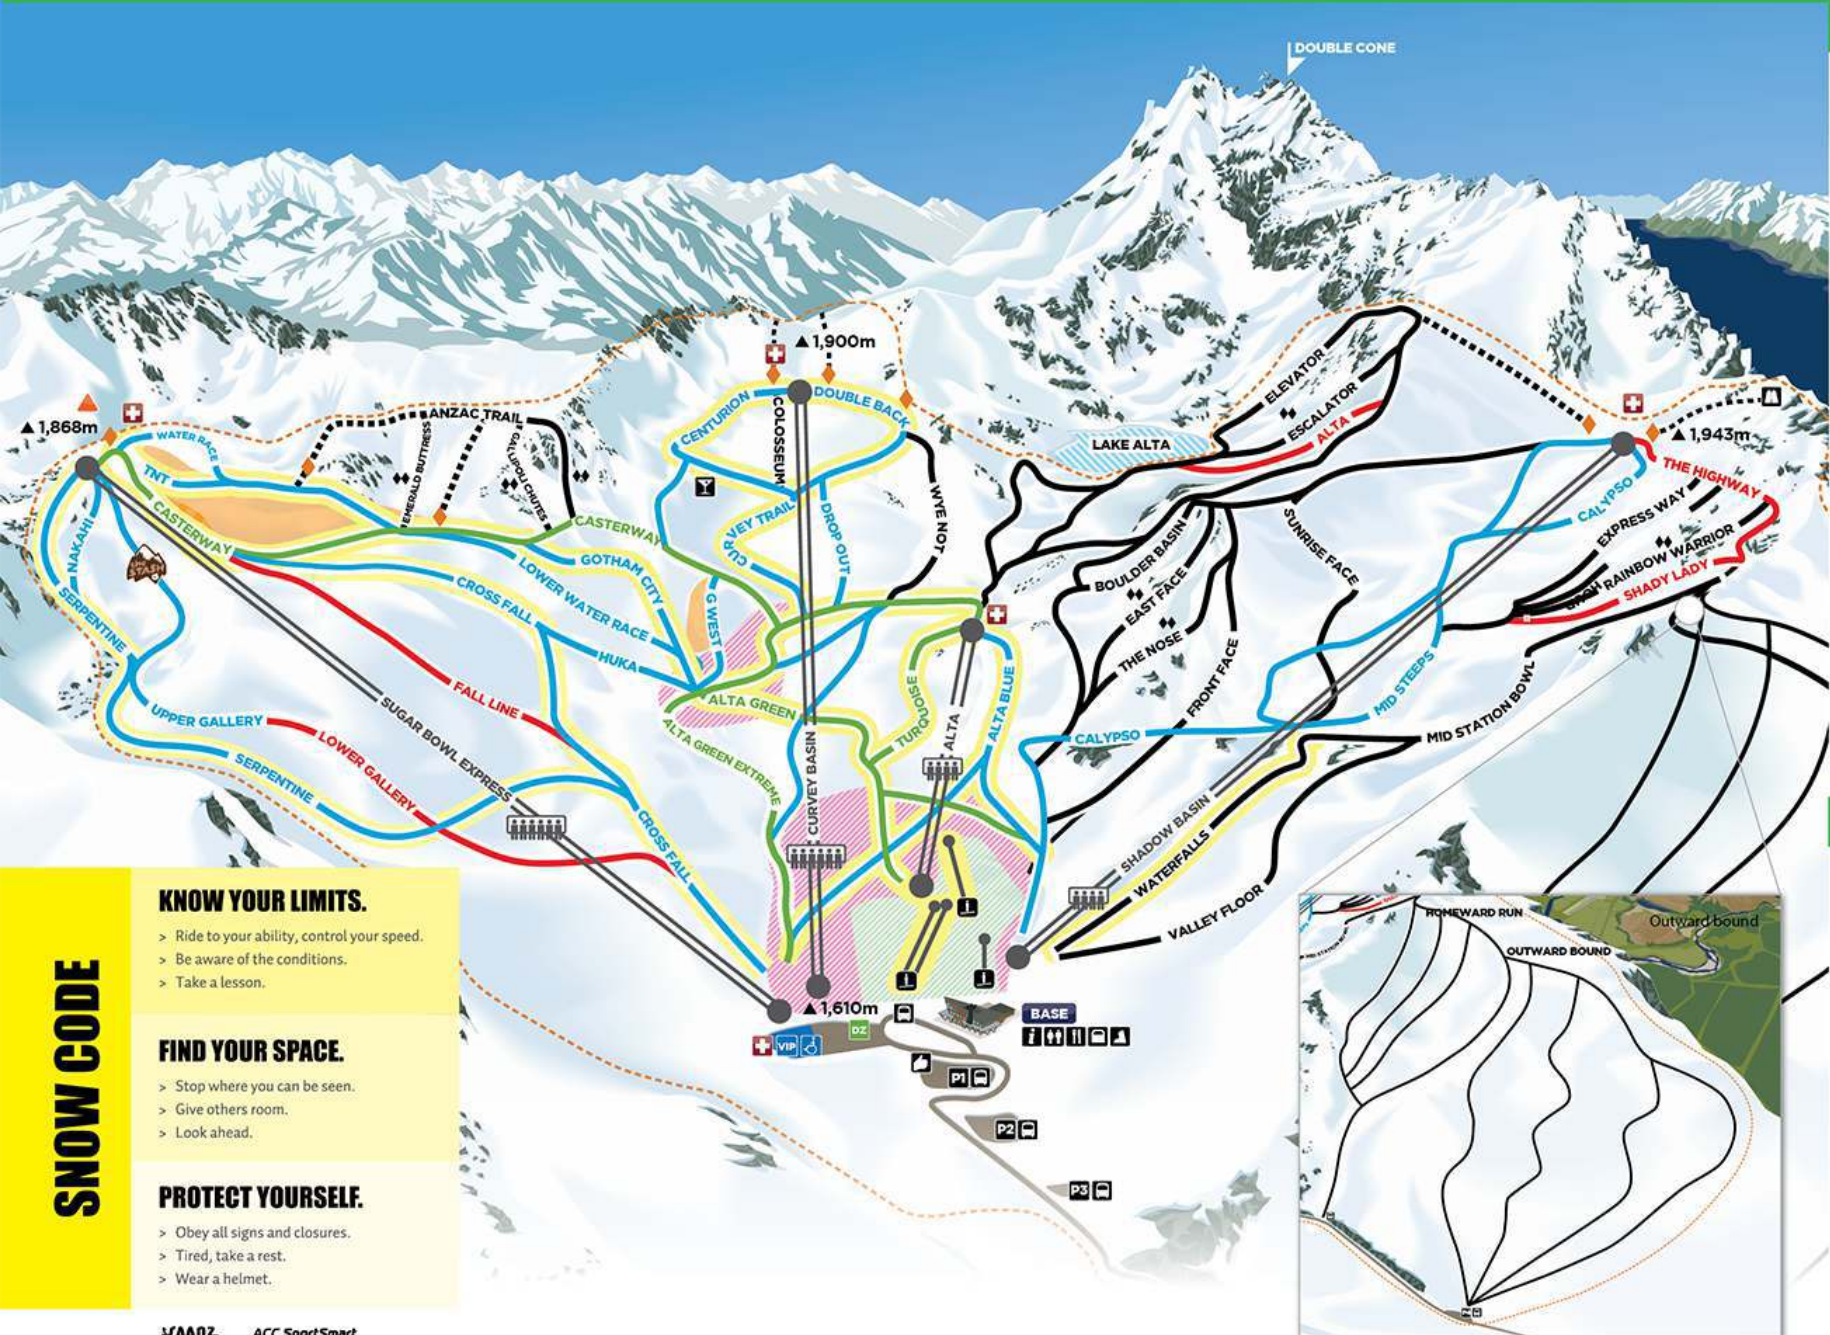 DOUBLE CONE
1,900m
1,868m
1,943m
WATER RACE
TNT
CASTERWAY
NAKAHI
SERPENTINE
ANZAC TRAIL
EMERALD BUTTRESS
GALLIPOLI CHUTES
CASTERWAY
CENTURION
COLOSSEUM
DOUBLE BACK
CURVEY TRAIL
DROP OUT
WYE NOT
LAKE ALTA
ELEVATOR
ESCALATOR
ALTA
THE HIGHWAY
CALYPSO
EXPRESS WAY
RAINBOW WARRIOR
SHADY LADY
SUNRISE FACE
BOULDER BASIN
EAST FACE
THE NOSE
FRONT FACE
GOTHAM CITY
LOWER WATER RACE
CROSS FALL
HUKA
G WEST
FALL LINE
SUGAR BOWL EXPRESS
UPPER GALLERY
LOWER GALLERY
SERPENTINE
CROSS FALL
ALTA GREEN
ALTA GREEN EXTREME
CURVEY BASIN
TURQUOISE
ALTA
ALTA BLUE
CALYPSO
MID STEEPS
MID STATION BOWL
SHADOW BASIN
WATERFALLS
VALLEY FLOOR
1,610m
VIP
DZ
BASE
P1
P2
P3
HOMEWARD RUN
Outward bound
OUTWARD BOUND
SNOW CODE
KNOW YOUR LIMITS.
> Ride to your ability, control your speed.
> Be aware of the conditions.
> Take a lesson.
FIND YOUR SPACE.
> Stop where you can be seen.
> Give others room.
> Look ahead.
PROTECT YOURSELF.
> Obey all signs and closures.
> Tired, take a rest.
> Wear a helmet.
ACC SportSmart